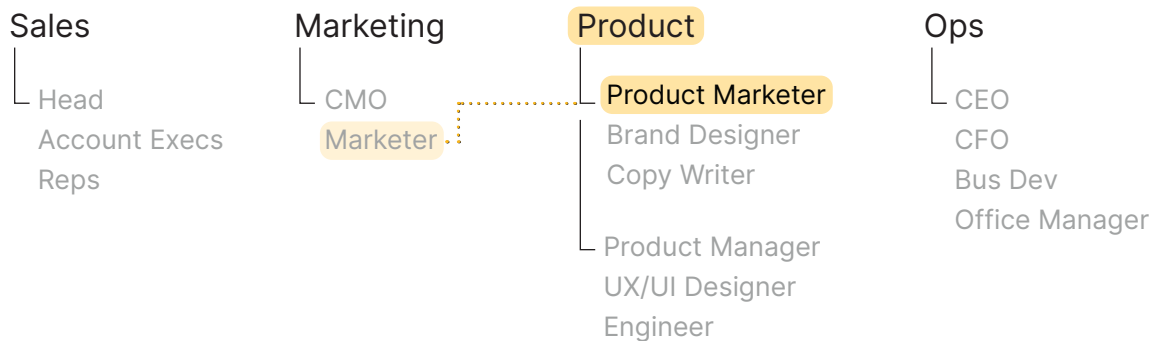 Sales
Head
Account Execs
Reps
Marketing
CMO
Marketer
Product
Product Marketer
Brand Designer
Copy Writer
Product Manager
UX/UI Designer
Engineer
Ops
CEO
CFO
Bus Dev
Office Manager